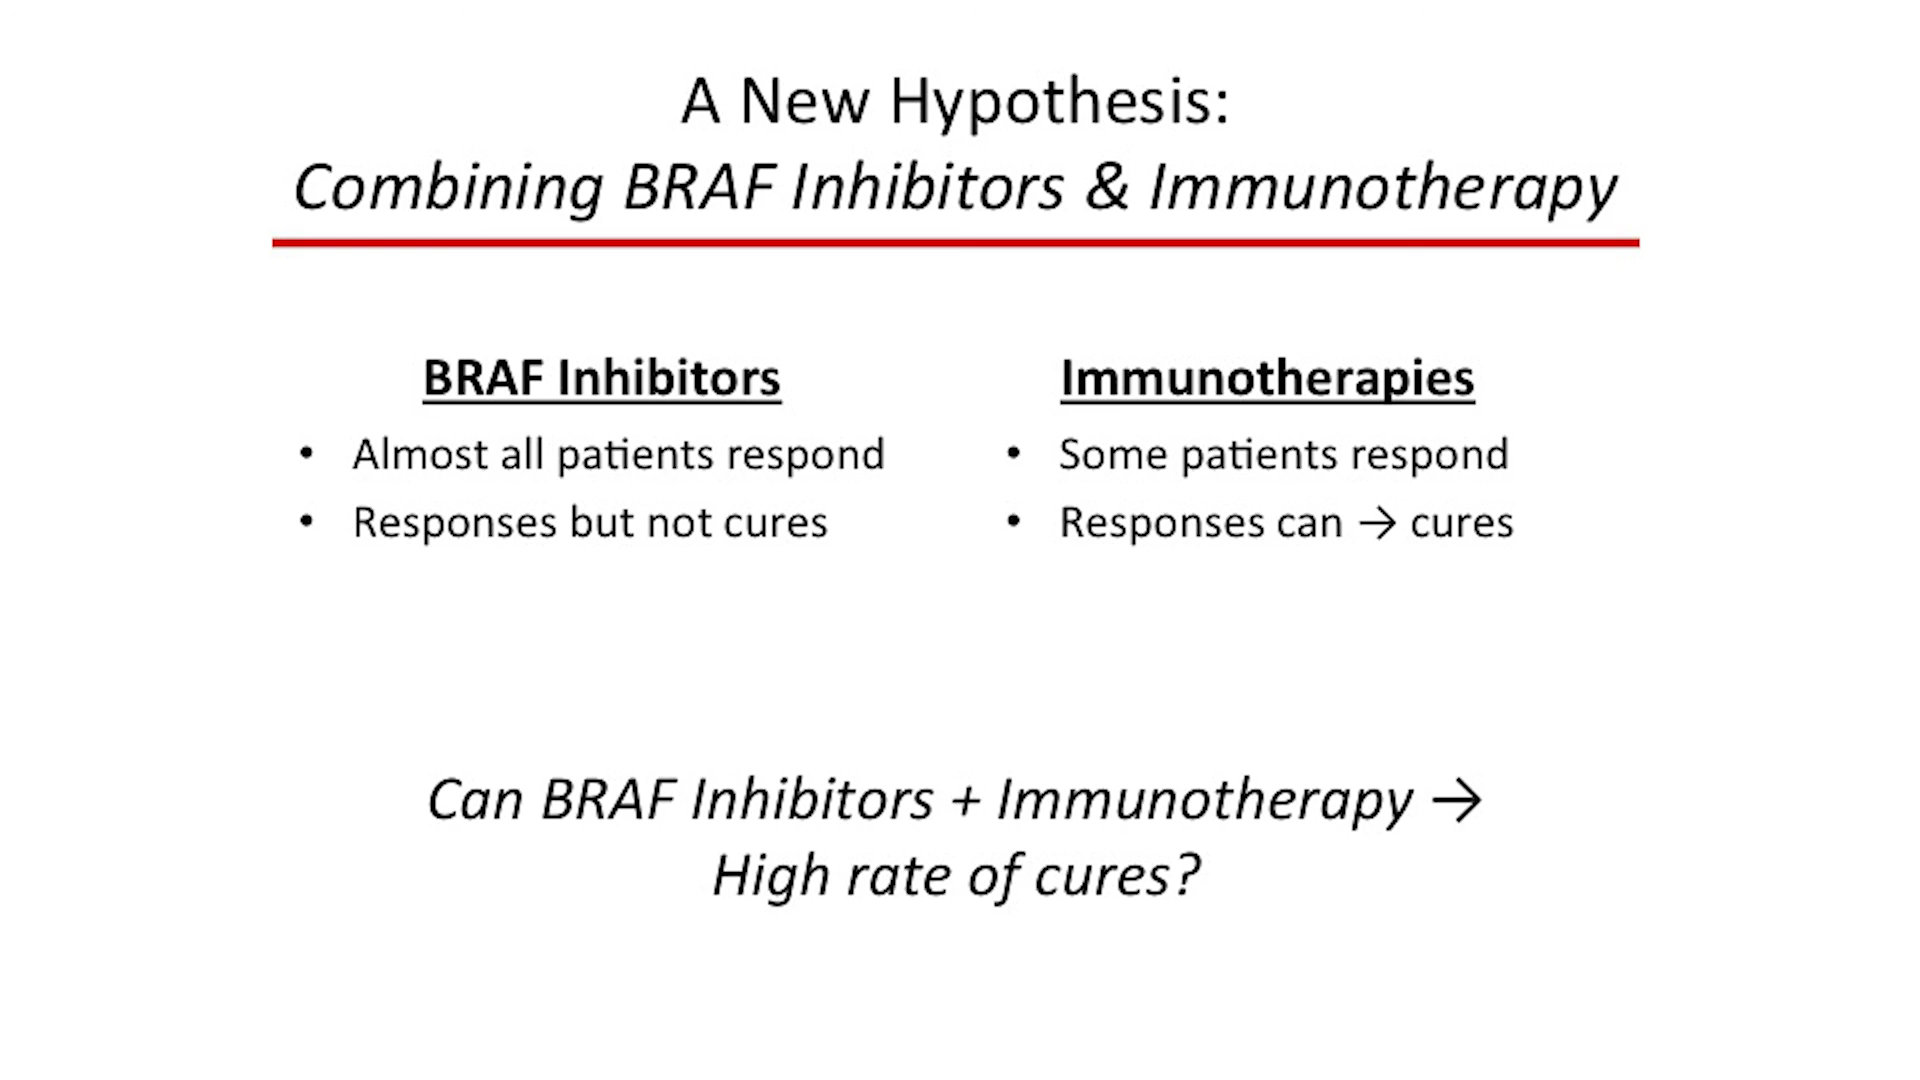 A New Hypothesis:
Combining BRAF Inhibitors & Immunotherapy
BRAF Inhibitors
• Almost all patients respond
• Responses but not cures
Immunotherapies
• Some patients respond
• Responses can → cures
Can BRAF Inhibitors + Immunotherapy →
High rate of cures?